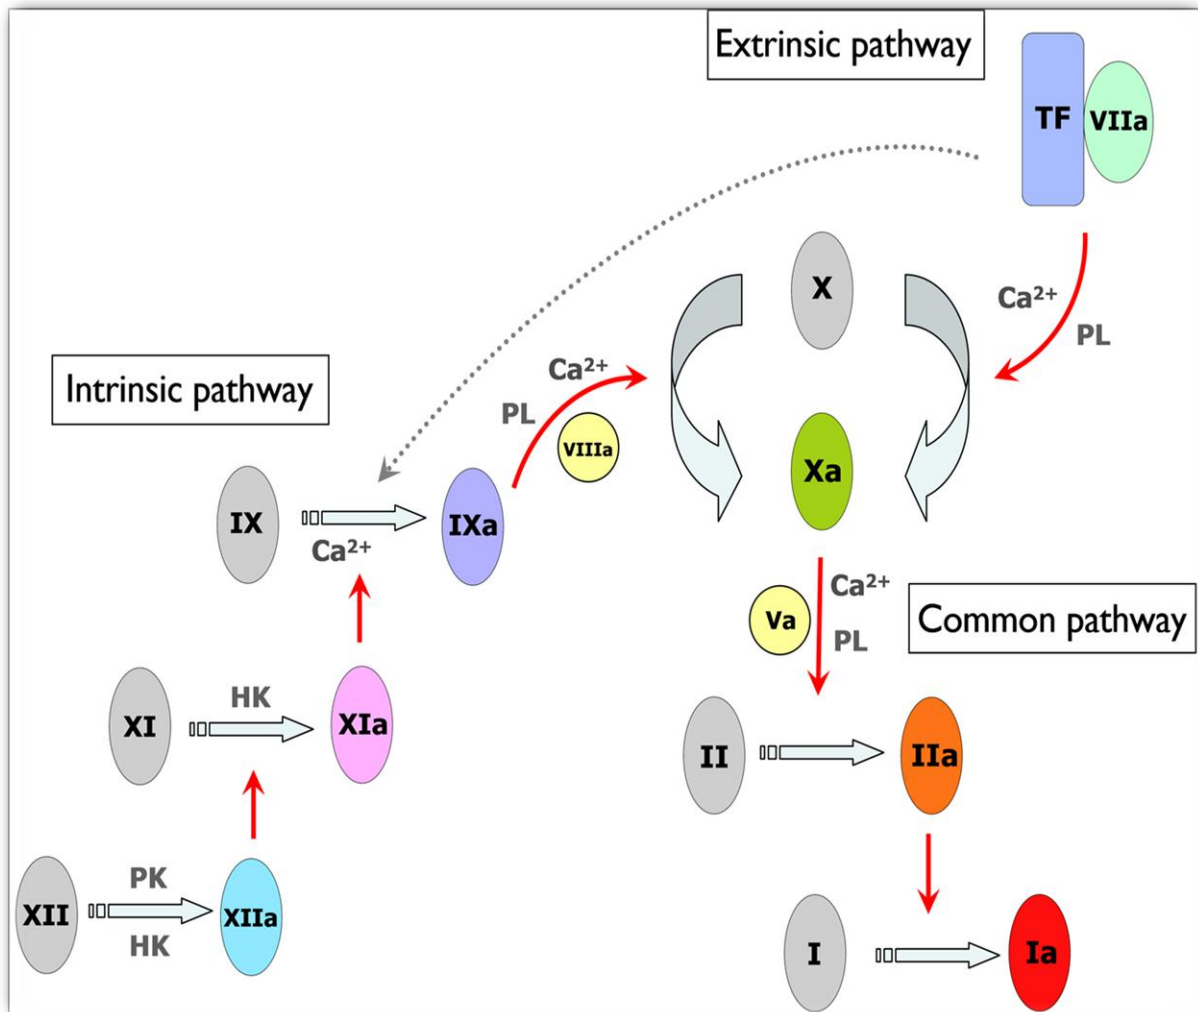 Extrinsic pathway
TF
VIIa
X
Ca²⁺
PL
Intrinsic pathway
Ca²⁺
PL
VIIIa
Xa
IX
IXa
Ca²⁺
Va
Ca²⁺
PL
Common pathway
HK
XI
XIa
II
IIa
PK
XII
XIIa
HK
I
Ia